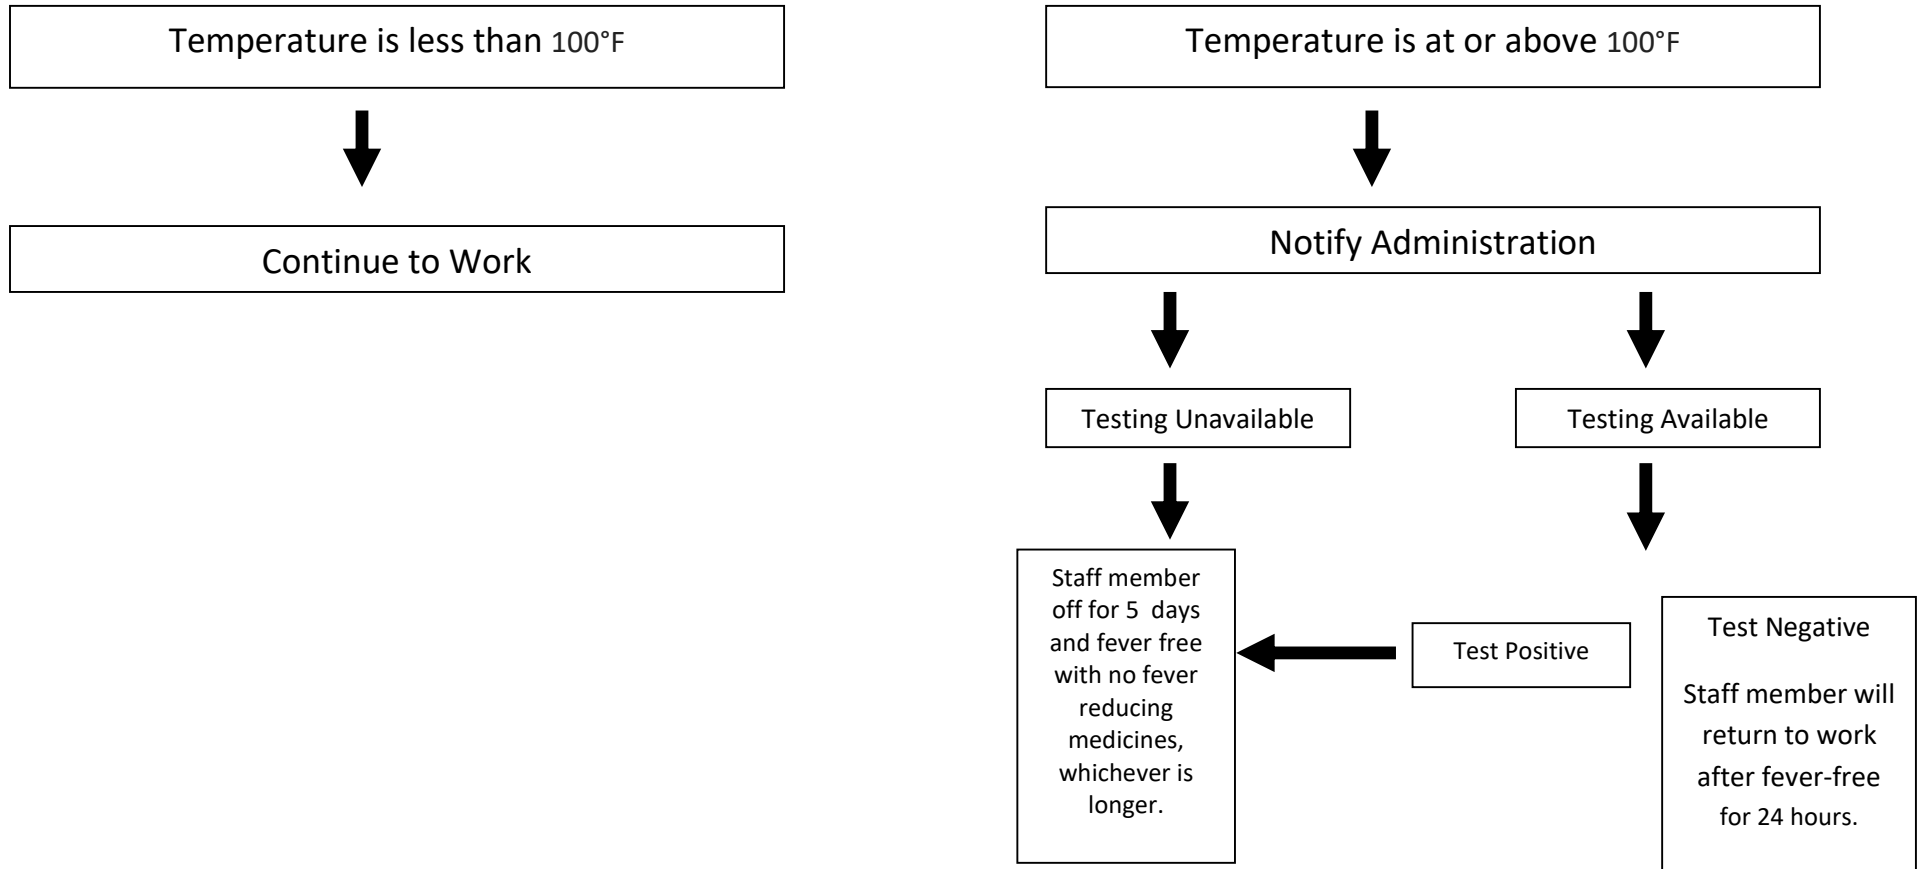 Temperature is less than 100°F
Continue to Work
Temperature is at or above 100°F
Notify Administration
Testing Unavailable
Testing Available
Staff member
off for 5 days
and fever free
with no fever
reducing
medicines,
whichever is
longer.
Test Positive
Test Negative
Staff member will
return to work
after fever-free
for 24 hours.